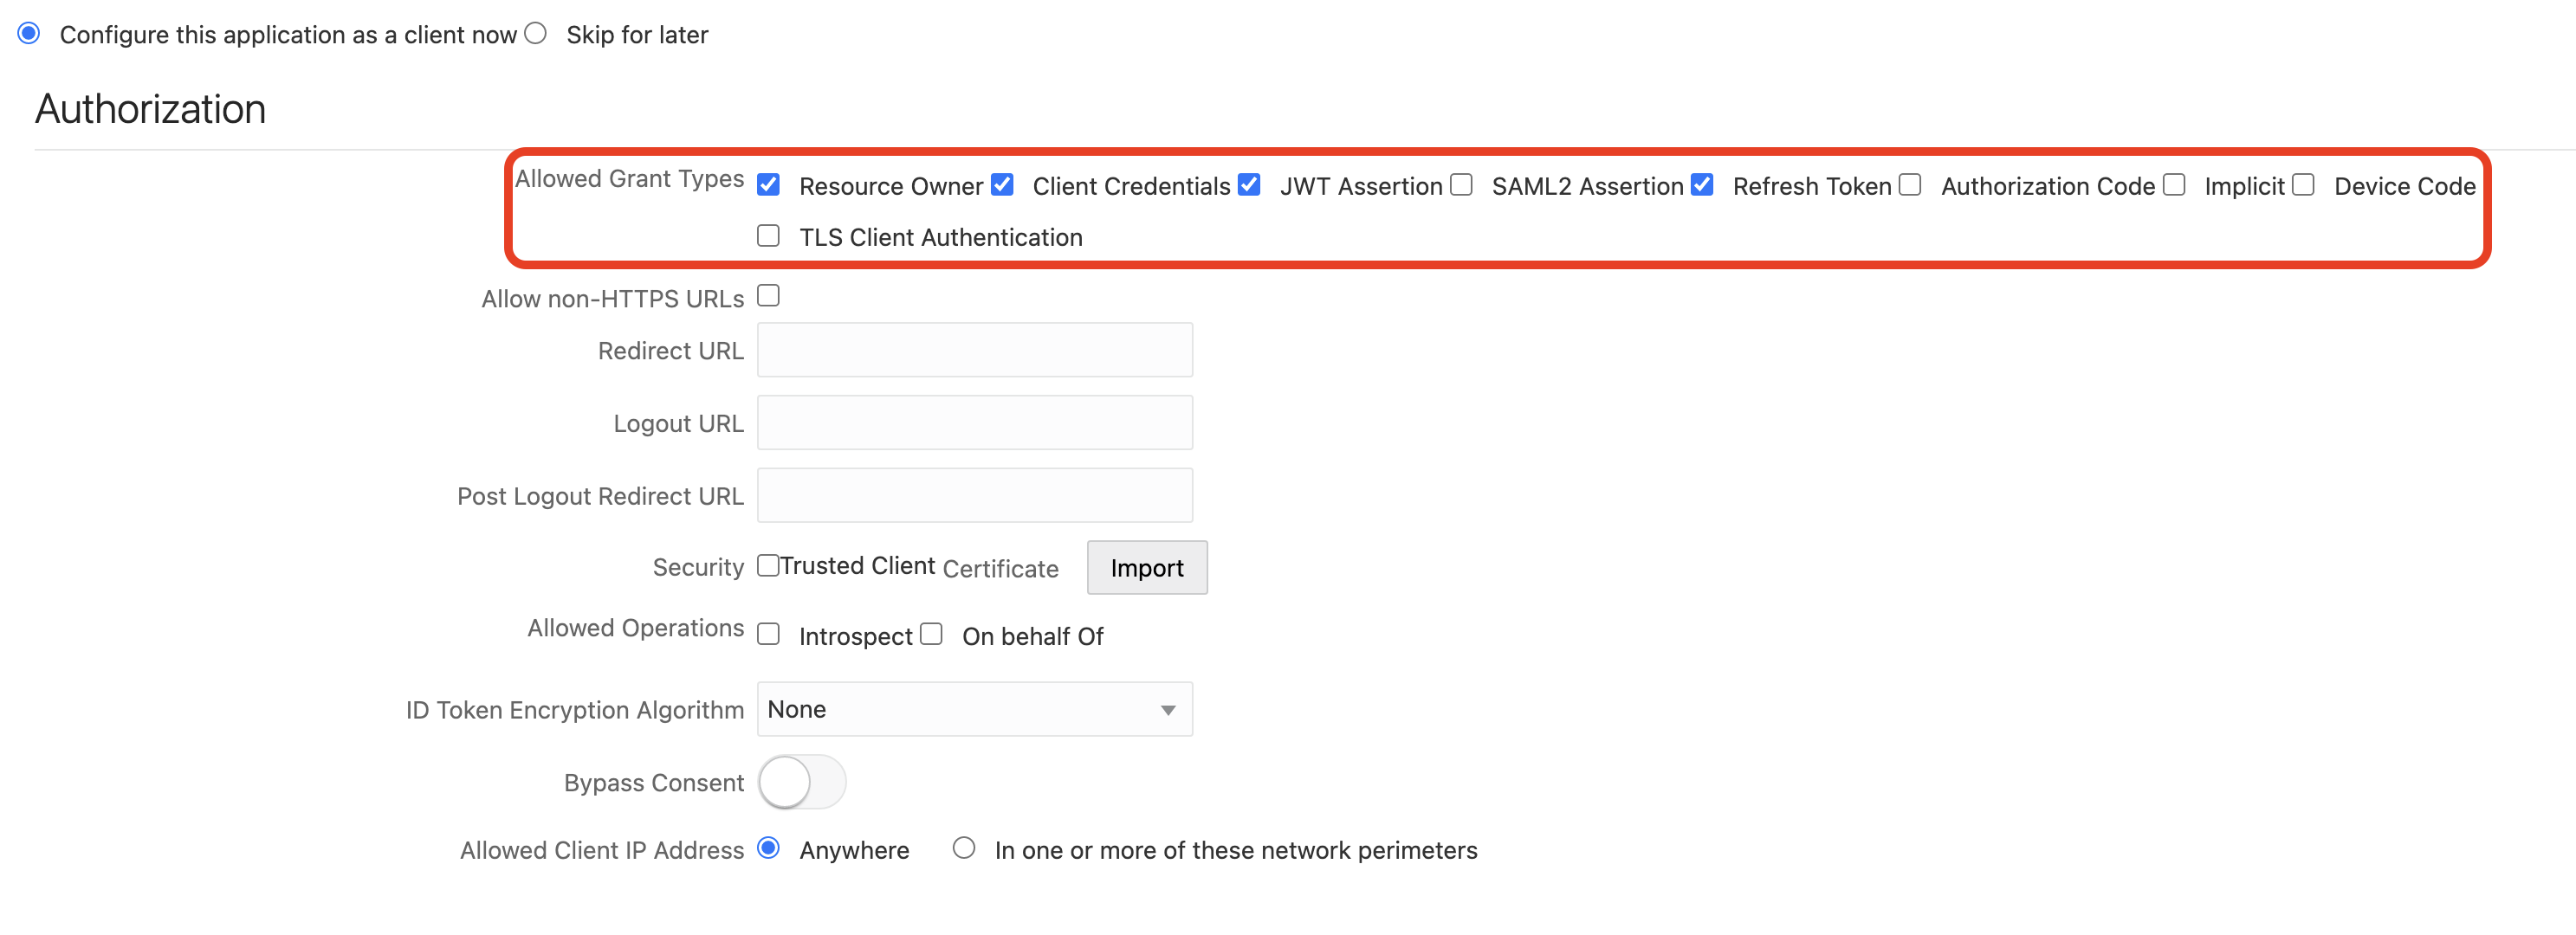 Configure this application as a client now Skip for later
Authorization
Allowed Grant Types Resource Owner Client Credentials JWT Assertion SAML2 Assertion Refresh Token Authorization Code Implicit Device Code
TLS Client Authentication
Allow non-HTTPS URLs
Redirect URL
Logout URL
Post Logout Redirect URL
Security Trusted Client Certificate Import
Allowed Operations Introspect On behalf Of
ID Token Encryption Algorithm None
Bypass Consent
Allowed Client IP Address Anywhere In one or more of these network perimeters